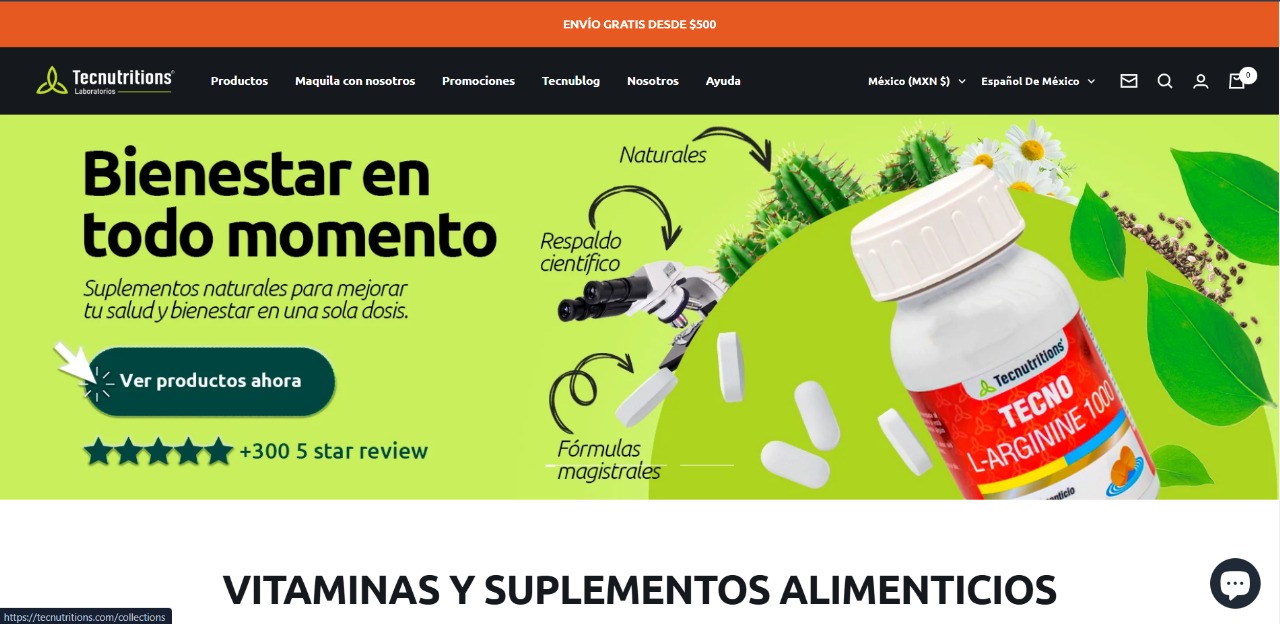 ENVÍO GRATIS DESDE $500
Tecnutritions®
Laboratorios
Productos
Maquila con nosotros
Promociones
Tecnublog
Nosotros
Ayuda
México (MXN $)
Español De México
0
Bienestar en
todo momento
Suplementos naturales para mejorar
tu salud y bienestar en una sola dosis.
Ver productos ahora
+300 5 star review
Naturales
Respaldo
científico
Fórmulas
magistrales
Tecnutritions®
TECNO
L-ARGININE 1000
VITAMINAS Y SUPLEMENTOS ALIMENTICIOS
https://tecnutritions.com/collections